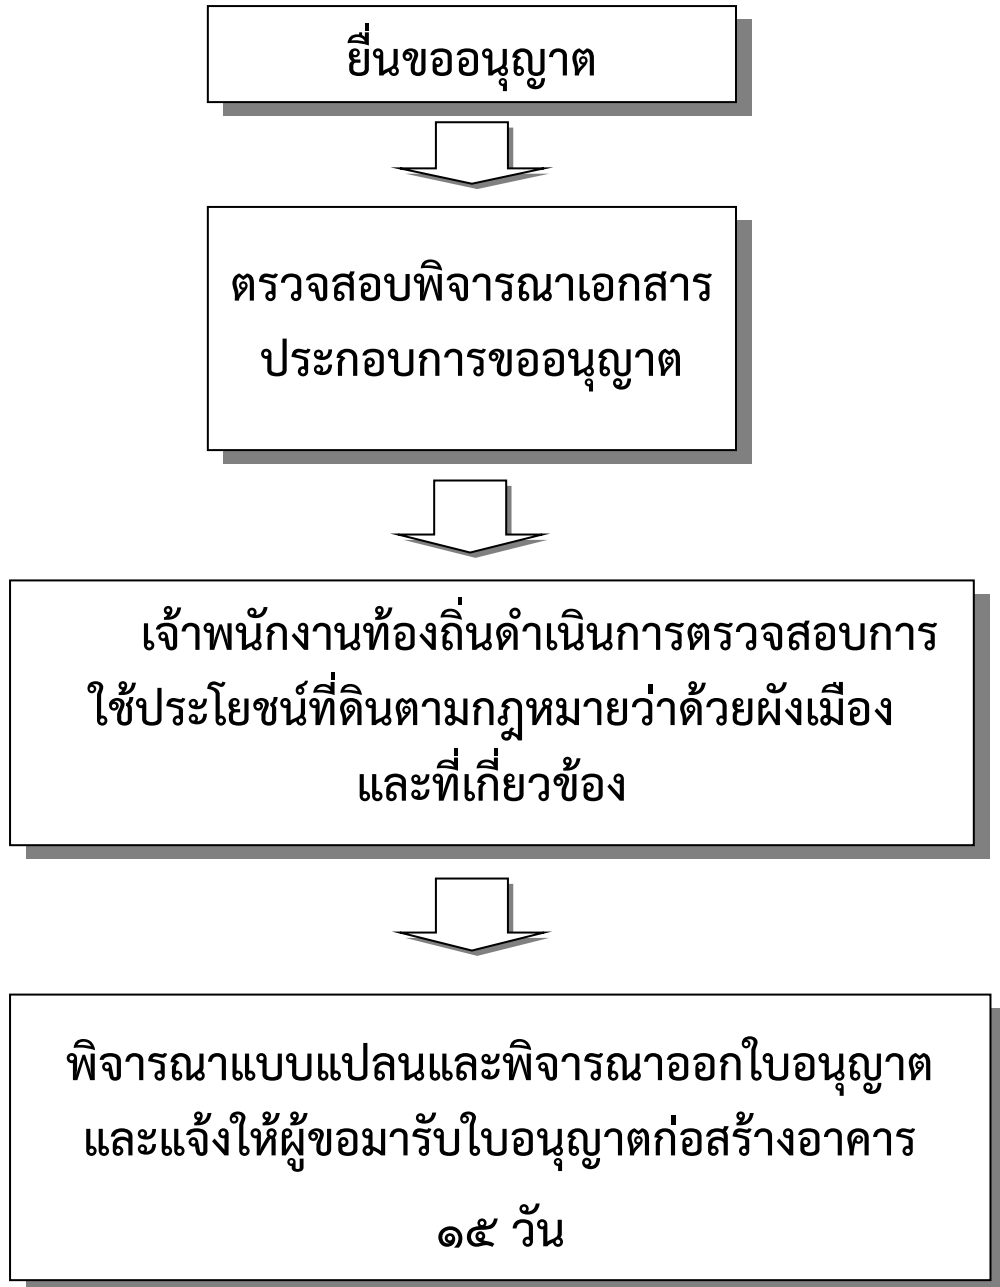 ยื่นขออนุญาต
ตรวจสอบพิจารณาเอกสาร
ประกอบการขออนุญาต
เจ้าพนักงานท้องถิ่นดำเนินการตรวจสอบการ
ใช้ประโยชน์ที่ดินตามกฎหมายว่าด้วยผังเมือง
และที่เกี่ยวข้อง
พิจารณาแบบแปลนและพิจารณาออกใบอนุญาต
และแจ้งให้ผู้ขอมารับใบอนุญาตก่อสร้างอาคาร
๑๕ วัน